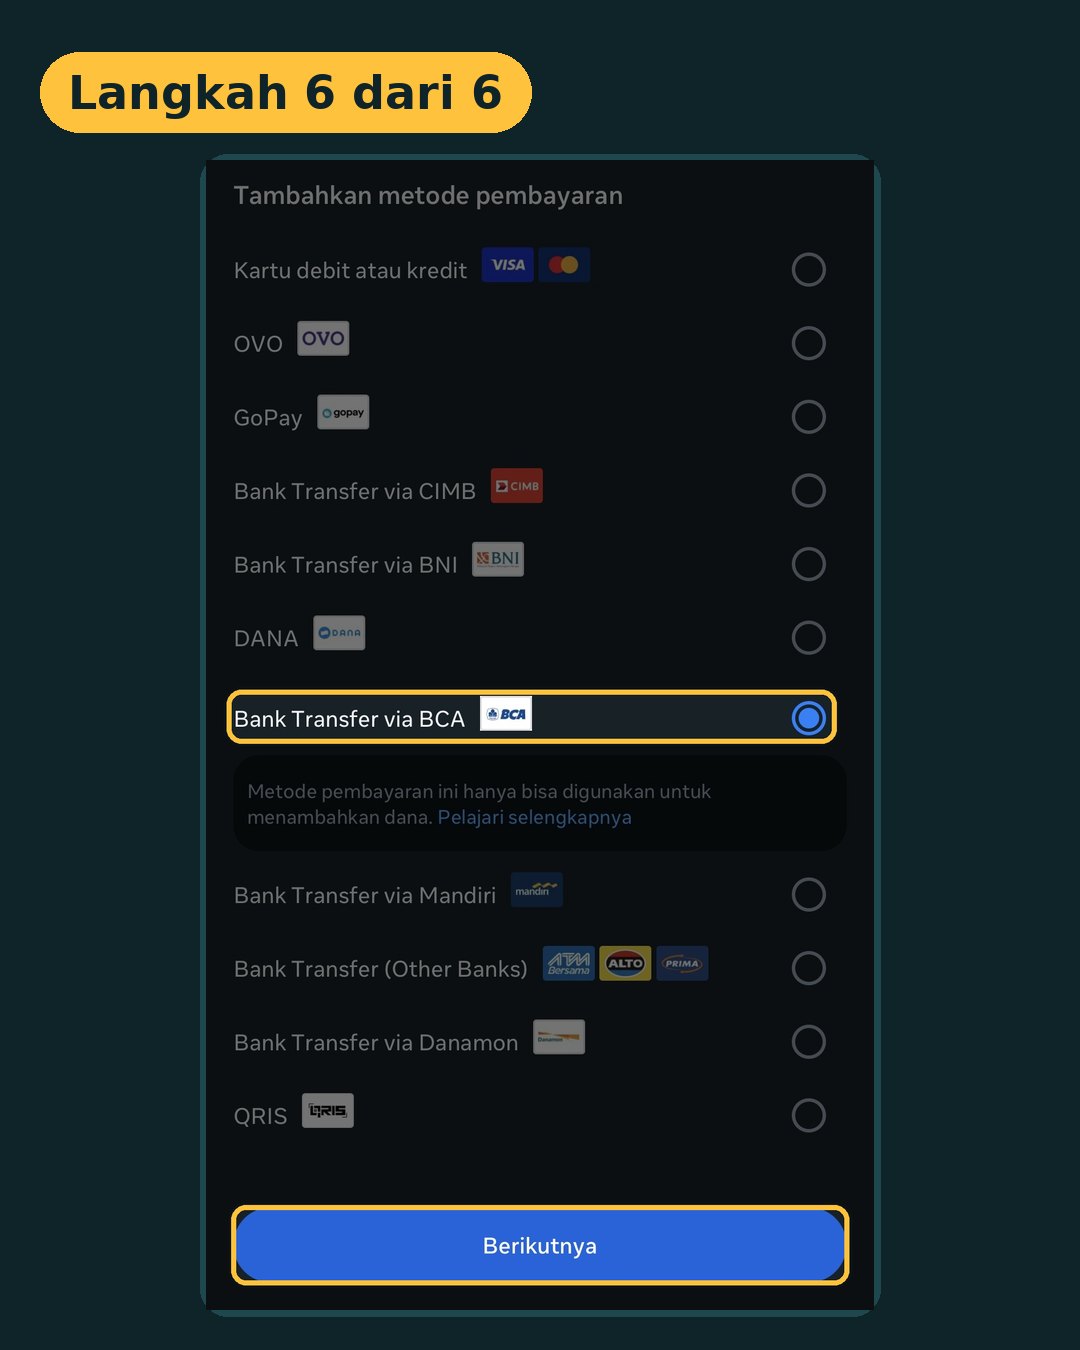 Langkah 6 dari 6
Tambahkan metode pembayaran
Kartu debit atau kredit VISA
OVO OVO
GoPay gopay
Bank Transfer via CIMB CIMB
Bank Transfer via BNI BNI
DANA DANA
Bank Transfer via BCA BCA
Metode pembayaran ini hanya bisa digunakan untuk
menambahkan dana. Pelajari selengkapnya
Bank Transfer via Mandiri mandiri
Bank Transfer (Other Banks) ATM Bersama ALTO PRIMA
Bank Transfer via Danamon Danamon
QRIS QRIS
Berikutnya